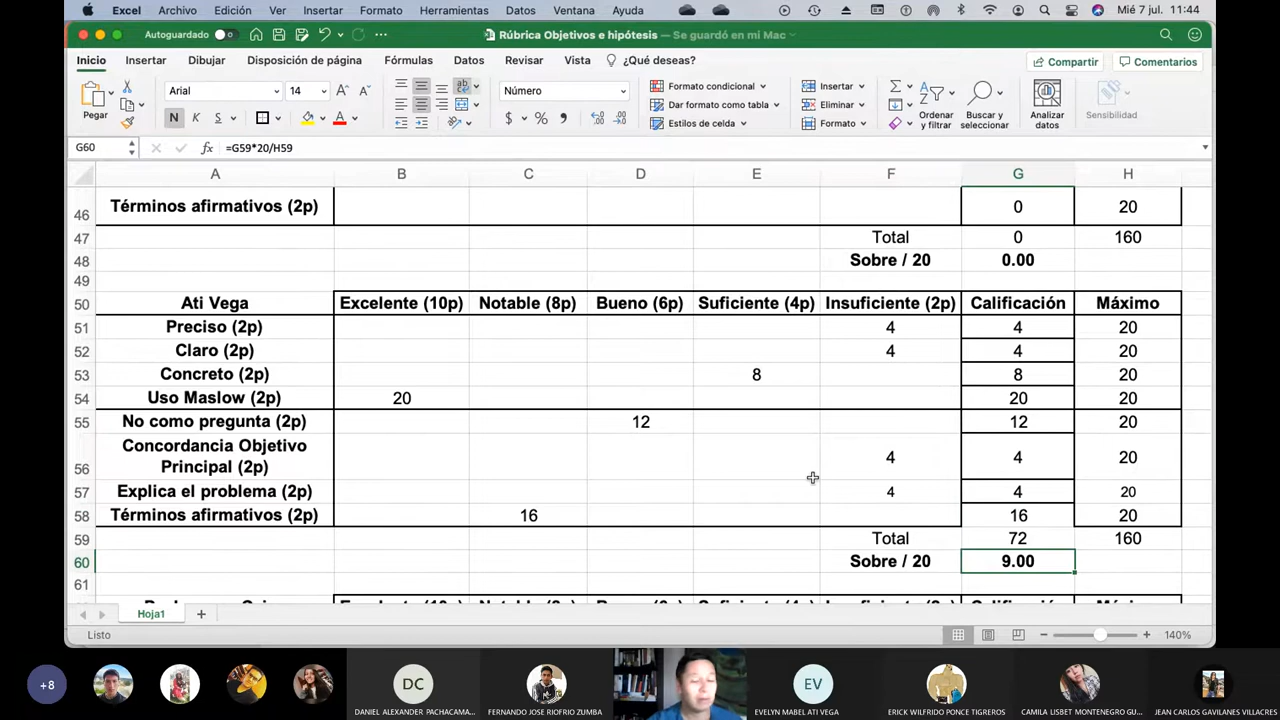 Excel Archivo Edición Ver Insertar Formato Herramientas Datos Ventana Ayuda Mié 7 jul. 11:44
Autoguardado Rúbrica Objetivos e hipótesis — Se guardó en mi Mac
Inicio Insertar Dibujar Disposición de página Fórmulas Datos Revisar Vista ¿Qué deseas? Compartir Comentarios
Pegar Arial 14 Número Formato condicional Insertar
Dar formato como tabla Eliminar
N K S Estilos de celda Formato
Ordenar y filtrar
Buscar y seleccionar
Analizar datos
Sensibilidad
G60 fx =G59*20/H59
A B C D E F G H
46 Términos afirmativos (2p) 0 20
47 Total 0 160
48 Sobre / 20 0.00
49
50 Ati Vega Excelente (10p) Notable (8p) Bueno (6p) Suficiente (4p) Insuficiente (2p) Calificación Máximo
51 Preciso (2p) 4 4 20
52 Claro (2p) 4 4 20
53 Concreto (2p) 8 8 20
54 Uso Maslow (2p) 20 20 20
55 No como pregunta (2p) 12 12 20
56 Concordancia Objetivo Principal (2p) 4 4 20
57 Explica el problema (2p) 4 4 20
58 Términos afirmativos (2p) 16 16 20
59 Total 72 160
60 Sobre / 20 9.00
61
Hoja1
Listo 140%
+8 DC EV
DANIEL ALEXANDER PACHACAMA... FERNANDO JOSE RIOFRIO ZUMBA EVELYN MABEL ATI VEGA ERICK WILFRIDO PONCE TIGREROS CAMILA LISBET MONTENEGRO GU... JEAN CARLOS GAVILANES VILLACRES